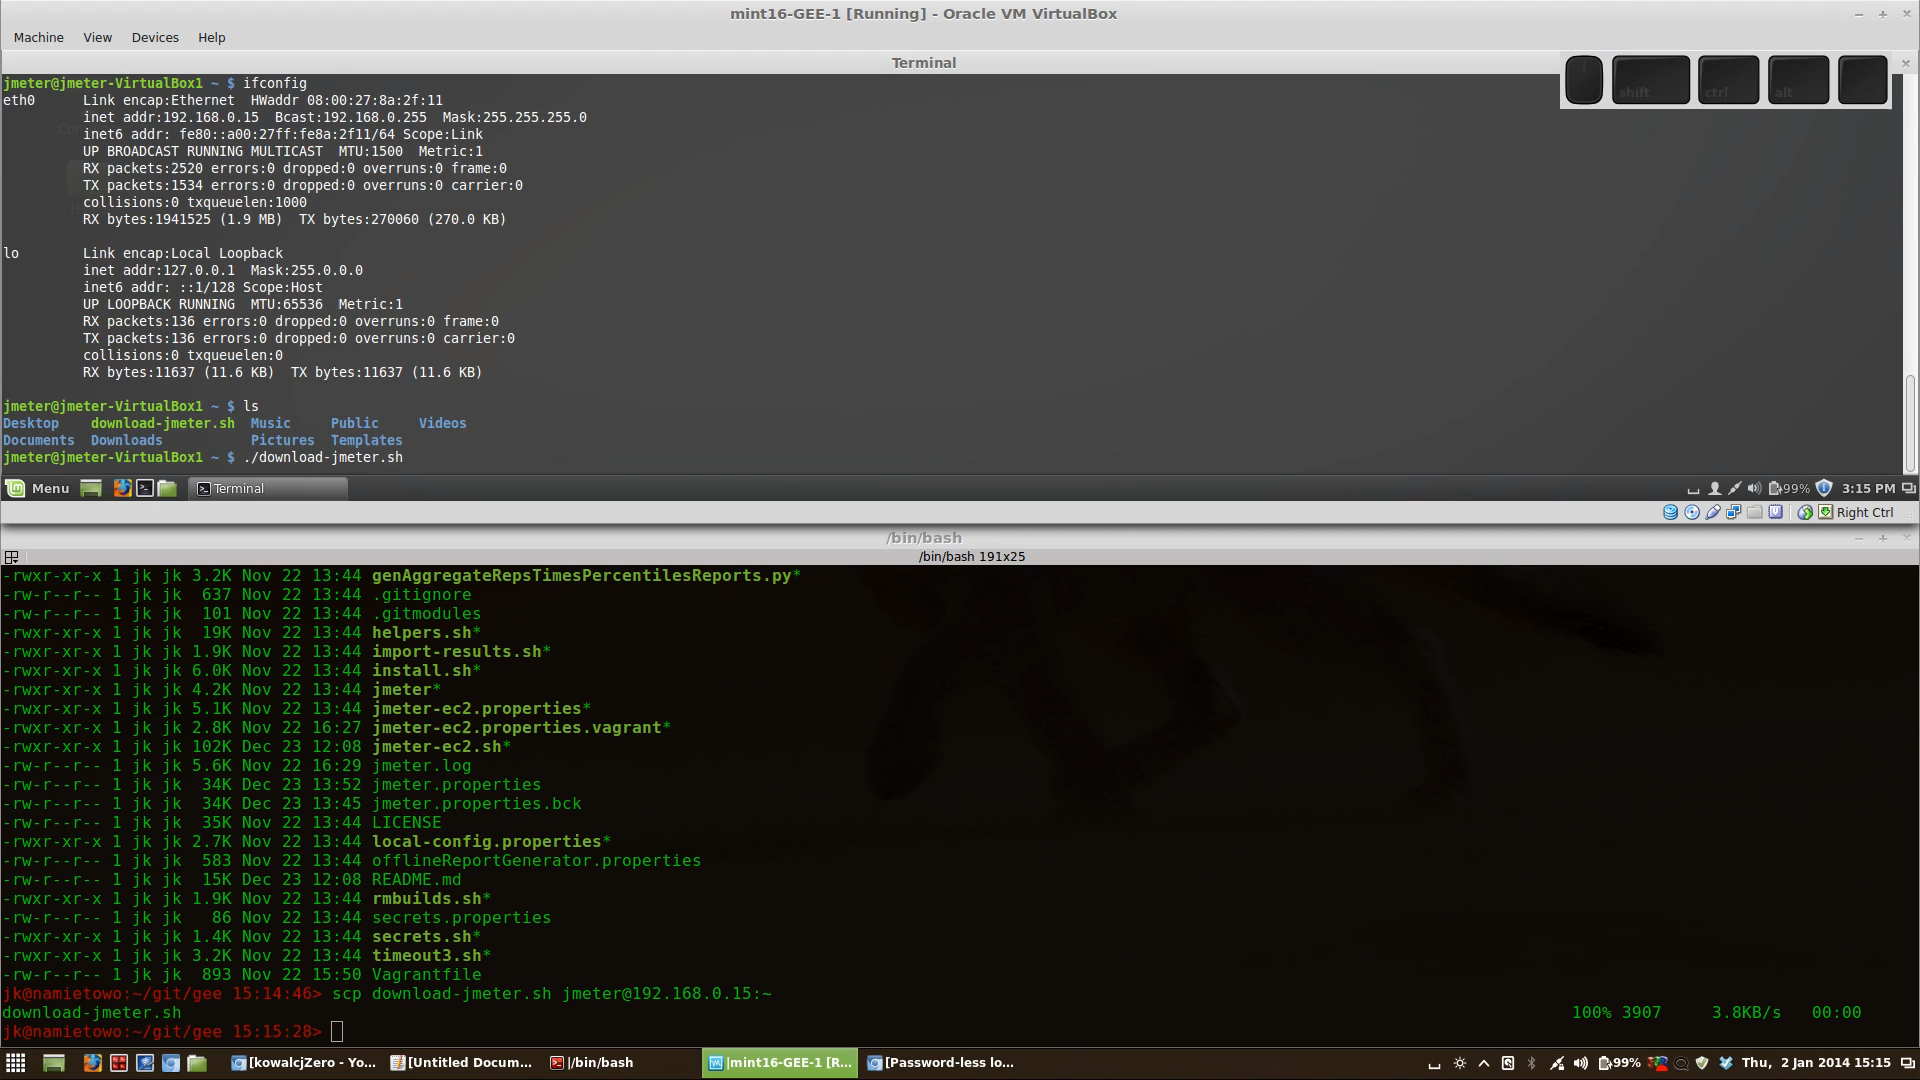 mint16-GEE-1 [Running] - Oracle VM VirtualBox
Machine View Devices Help
Terminal
shift ctrl alt
jmeter@jmeter-VirtualBox1 ~ $ ifconfig
eth0 Link encap:Ethernet HWaddr 08:00:27:8a:2f:11
inet addr:192.168.0.15 Bcast:192.168.0.255 Mask:255.255.255.0
inet6 addr: fe80::a00:27ff:fe8a:2f11/64 Scope:Link
UP BROADCAST RUNNING MULTICAST MTU:1500 Metric:1
RX packets:2520 errors:0 dropped:0 overruns:0 frame:0
TX packets:1534 errors:0 dropped:0 overruns:0 carrier:0
collisions:0 txqueuelen:1000
RX bytes:1941525 (1.9 MB) TX bytes:270060 (270.0 KB)
lo Link encap:Local Loopback
inet addr:127.0.0.1 Mask:255.0.0.0
inet6 addr: ::1/128 Scope:Host
UP LOOPBACK RUNNING MTU:65536 Metric:1
RX packets:136 errors:0 dropped:0 overruns:0 frame:0
TX packets:136 errors:0 dropped:0 overruns:0 carrier:0
collisions:0 txqueuelen:0
RX bytes:11637 (11.6 KB) TX bytes:11637 (11.6 KB)
jmeter@jmeter-VirtualBox1 ~ $ ls
Desktop download-jmeter.sh Music Public Videos
Documents Downloads Pictures Templates
jmeter@jmeter-VirtualBox1 ~ $ ./download-jmeter.sh
Menu Terminal 99% 3:15 PM
Right Ctrl
/bin/bash
/bin/bash 191x25
-rwxr-xr-x 1 jk jk 3.2K Nov 22 13:44 genAggregateRepsTimesPercentilesReports.py*
-rw-r--r-- 1 jk jk 637 Nov 22 13:44 .gitignore
-rw-r--r-- 1 jk jk 101 Nov 22 13:44 .gitmodules
-rwxr-xr-x 1 jk jk 19K Nov 22 13:44 helpers.sh*
-rwxr-xr-x 1 jk jk 1.9K Nov 22 13:44 import-results.sh*
-rwxr-xr-x 1 jk jk 6.0K Nov 22 13:44 install.sh*
-rwxr-xr-x 1 jk jk 4.2K Nov 22 13:44 jmeter*
-rwxr-xr-x 1 jk jk 5.1K Nov 22 13:44 jmeter-ec2.properties*
-rwxr-xr-x 1 jk jk 2.8K Nov 22 16:27 jmeter-ec2.properties.vagrant*
-rwxr-xr-x 1 jk jk 102K Dec 23 12:08 jmeter-ec2.sh*
-rw-r--r-- 1 jk jk 5.6K Nov 22 16:29 jmeter.log
-rw-r--r-- 1 jk jk 34K Dec 23 13:52 jmeter.properties
-rw-r--r-- 1 jk jk 34K Dec 23 13:45 jmeter.properties.bck
-rw-r--r-- 1 jk jk 35K Nov 22 13:44 LICENSE
-rwxr-xr-x 1 jk jk 2.7K Nov 22 13:44 local-config.properties*
-rw-r--r-- 1 jk jk 583 Nov 22 13:44 offlineReportGenerator.properties
-rw-r--r-- 1 jk jk 15K Dec 23 12:08 README.md
-rwxr-xr-x 1 jk jk 1.9K Nov 22 13:44 rmbuilds.sh*
-rw-r--r-- 1 jk jk 86 Nov 22 13:44 secrets.properties
-rwxr-xr-x 1 jk jk 1.4K Nov 22 13:44 secrets.sh*
-rwxr-xr-x 1 jk jk 3.2K Nov 22 13:44 timeout3.sh*
-rw-r--r-- 1 jk jk 893 Nov 22 15:50 Vagrantfile
jk@namietowo:~/git/gee 15:14:46> scp download-jmeter.sh jmeter@192.168.0.15:~
download-jmeter.sh 100% 3907 3.8KB/s 00:00
jk@namietowo:~/git/gee 15:15:28>
[kowalcjZero - Yo... [Untitled Docum... |/bin/bash |mint16-GEE-1 [R... [Password-less lo... 99% Thu, 2 Jan 2014 15:15